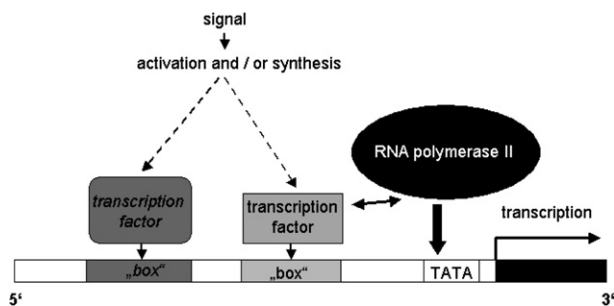 signal
activation and / or synthesis
RNA polymerase II
transcription
factor
transcription
factor
transcription
„box“
„box“
TATA
5‘
3‘